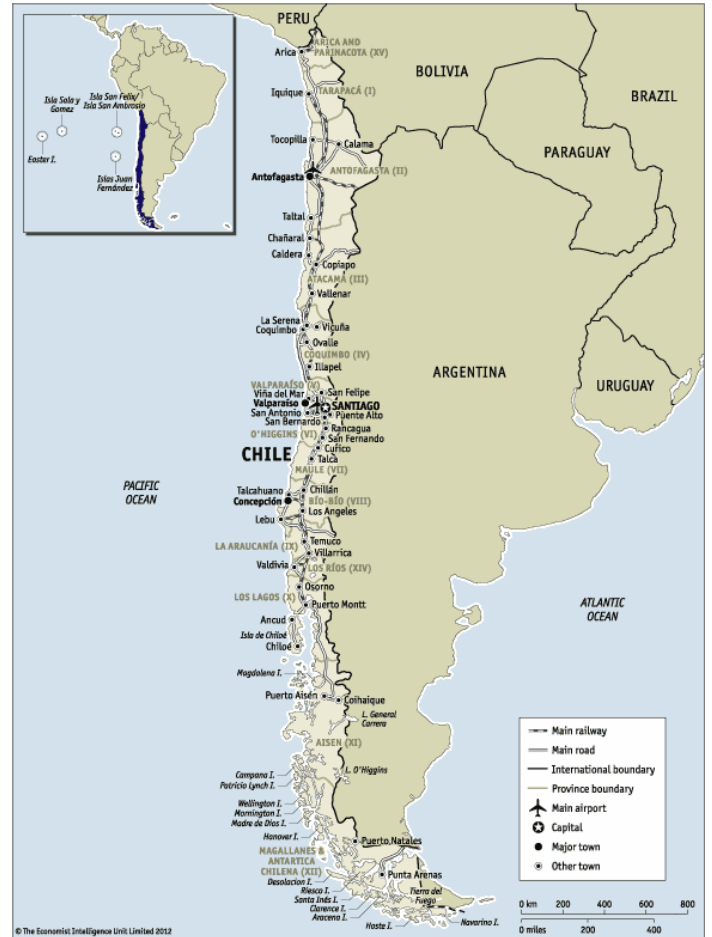 PERU
BOLIVIA
BRAZIL
PARAGUAY
ARGENTINA
URUGUAY
CHILE
PACIFIC
OCEAN
ATLANTIC
OCEAN
Isla Sala y
Gomez
Isla San Felix/
Isla San Ambrosio
Easter I.
Islas Juan
Fernández
ARICA AND
PARINACOTA (XV)
Arica
Iquique
TARAPACÁ (I)
Tocopilla
Calama
ANTOFAGASTA (II)
Antofagasta
Taltal
Chañaral
Caldera
Copiapo
ATACAMÁ (III)
Vallenar
La Serena
Coquimbo
Vicuña
Ovalle
COQUIMBO (IV)
Illapel
VALPARAÍSO (V)
Viña del Mar
San Felipe
Valparaíso
SANTIAGO
San Antonio
Puente Alto
San Bernardo
Rancagua
O'HIGGINS (VI)
San Fernando
Curico
Talca
MAULE (VII)
Talcahuano
Chillán
Concepción
BÍO-BÍO (VIII)
Los Angeles
Lebu
Temuco
LA ARAUCANÍA (IX)
Villarrica
Valdivia
LOS RÍOS (XIV)
Osorno
LOS LAGOS (X)
Puerto Montt
Ancud
Isla de Chiloé
Chiloé
Magdalena I.
Puerto Aisén
Coihaique
L. General
Carrera
AISEN (XI)
L. O'Higgins
Campana I.
Patricio Lynch I.
Wellington I.
Mornington I.
Madre de Dios I.
Hanover I.
Puerto Natales
MAGALLANES &
ANTARTICA
CHILENA (XII)
Desolacion I.
Punta Arenas
Riesco I.
Santa Inés I.
Clarence I.
Aracena I.
Tierra del
Fuego
Hoste I.
Navarino I.
Main railway
Main road
International boundary
Province boundary
Main airport
Capital
Major town
Other town
0 km 200 400 600 800
0 miles 200 400
© The Economist Intelligence Unit Limited 2012